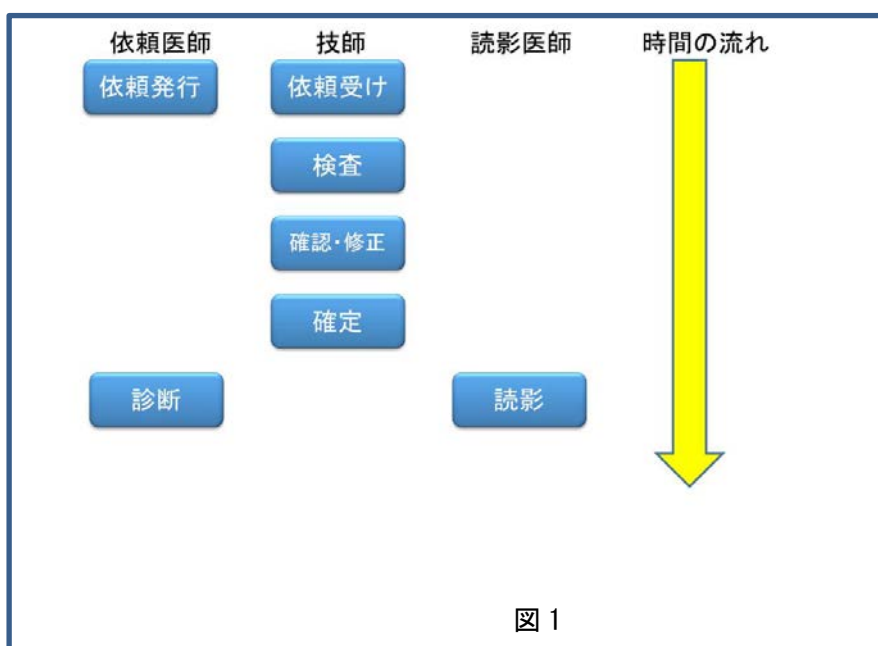 依頼医師 技師 読影医師 時間の流れ
依頼発行 依頼受け
検査
確認・修正
確定
診断 読影
図1